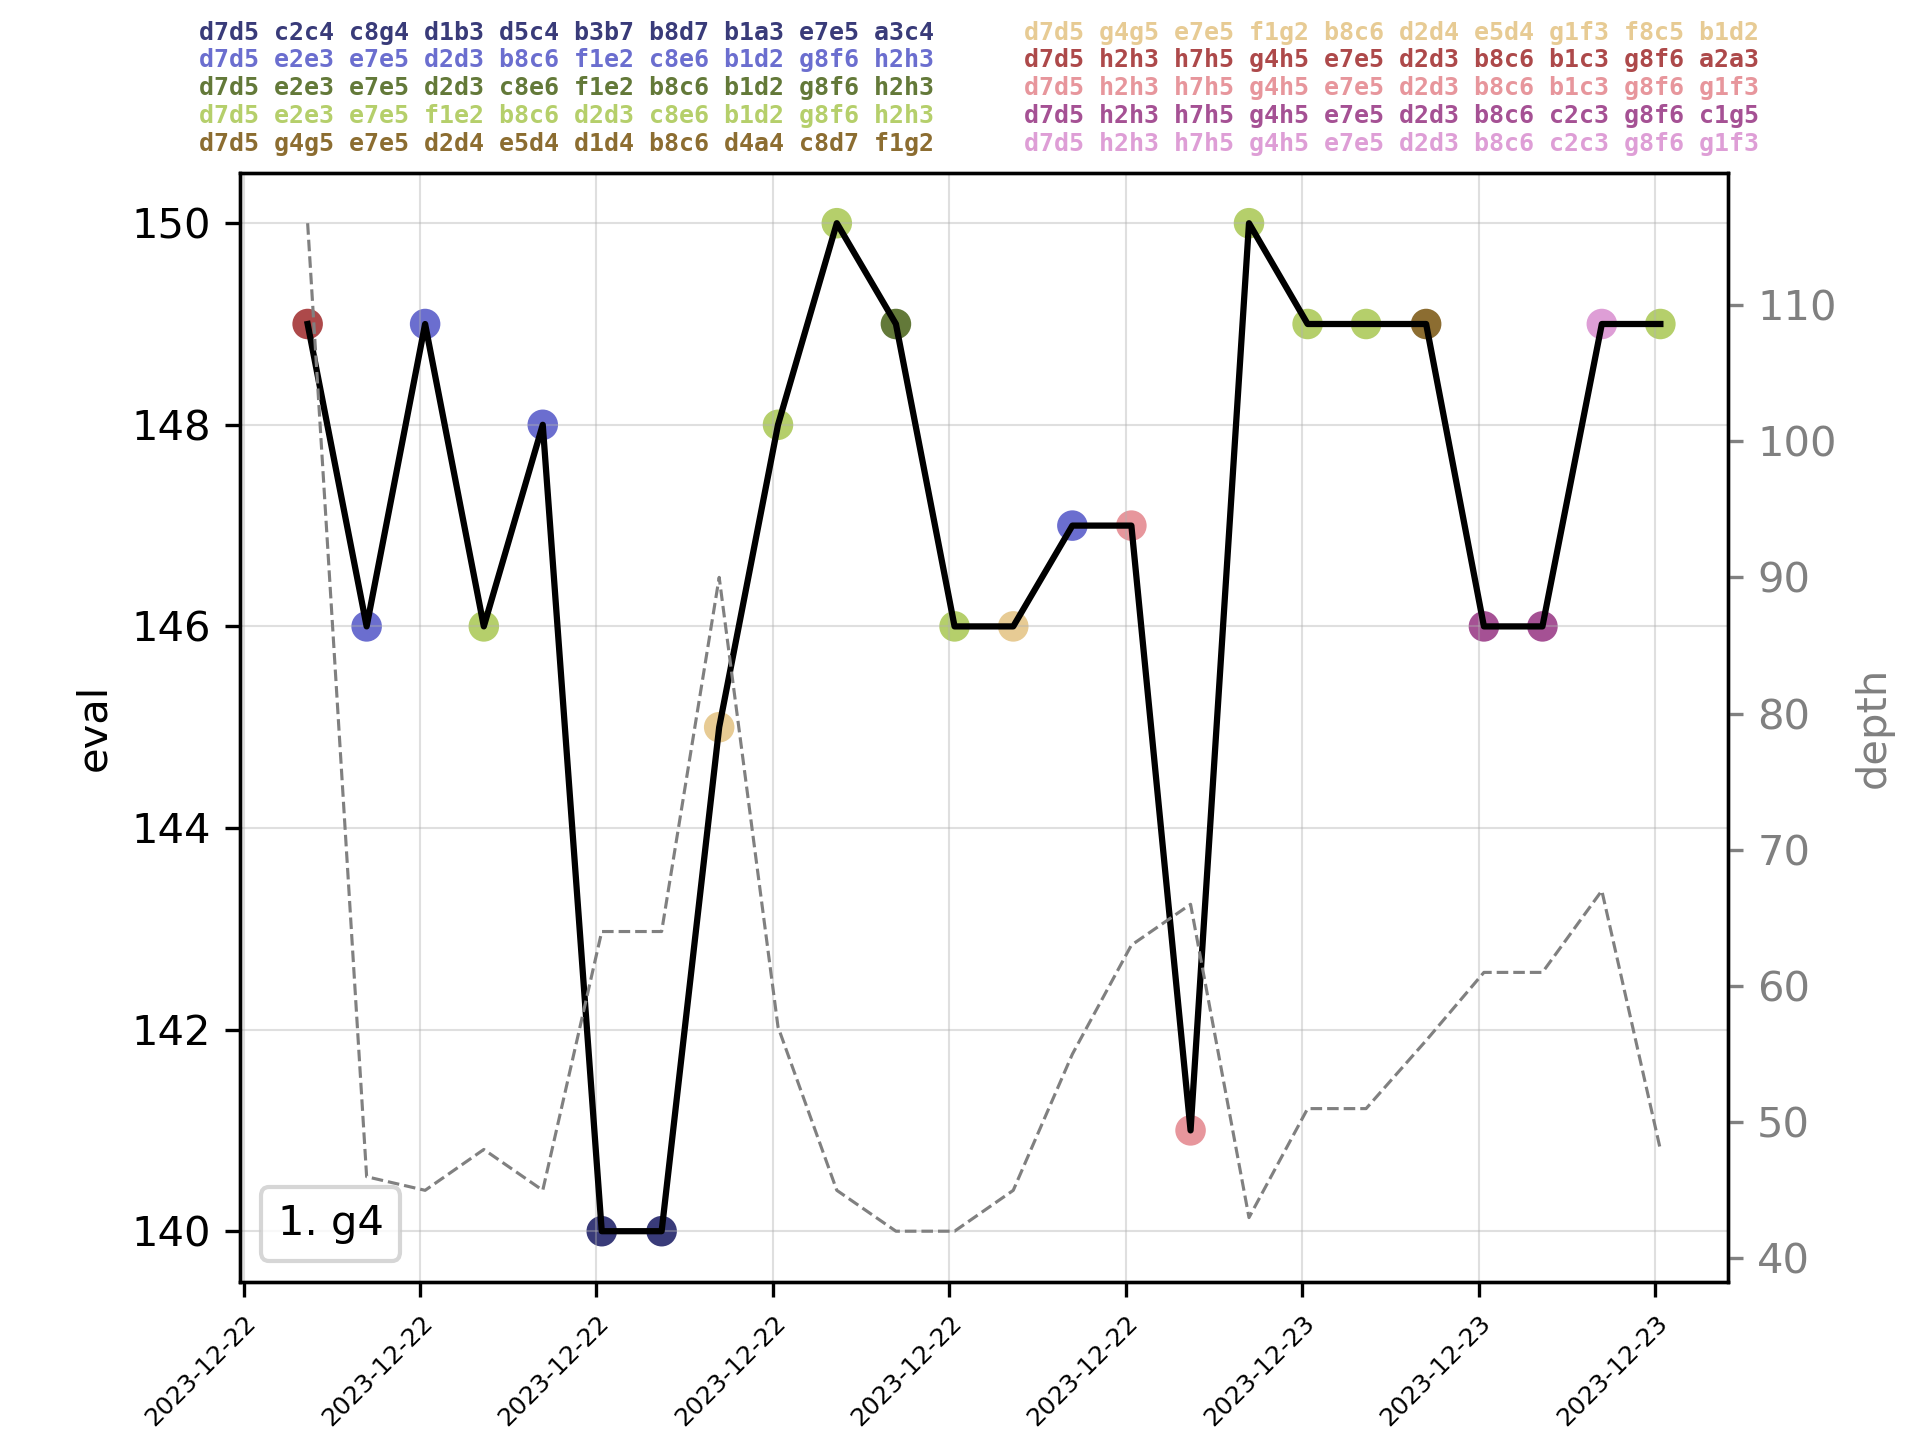 d7d5 c2c4 c8g4 d1b3 d5c4 b3b7 b8d7 b1a3 e7e5 a3c4
d7d5 e2e3 e7e5 d2d3 b8c6 f1e2 c8e6 b1d2 g8f6 h2h3
d7d5 e2e3 e7e5 d2d3 c8e6 f1e2 b8c6 b1d2 g8f6 h2h3
d7d5 e2e3 e7e5 f1e2 b8c6 d2d3 c8e6 b1d2 g8f6 h2h3
d7d5 g4g5 e7e5 d2d4 e5d4 d1d4 b8c6 d4a4 c8d7 f1g2
d7d5 g4g5 e7e5 f1g2 b8c6 d2d4 e5d4 g1f3 f8c5 b1d2
d7d5 h2h3 h7h5 g4h5 e7e5 d2d3 b8c6 b1c3 g8f6 a2a3
d7d5 h2h3 h7h5 g4h5 e7e5 d2d3 b8c6 b1c3 g8f6 g1f3
d7d5 h2h3 h7h5 g4h5 e7e5 d2d3 b8c6 c2c3 g8f6 c1g5
d7d5 h2h3 h7h5 g4h5 e7e5 d2d3 b8c6 c2c3 g8f6 g1f3
150
148
146
144
142
140
eval
110
100
90
80
70
60
50
40
depth
1. g4
2023-12-22
2023-12-22
2023-12-22
2023-12-22
2023-12-22
2023-12-22
2023-12-23
2023-12-23
2023-12-23